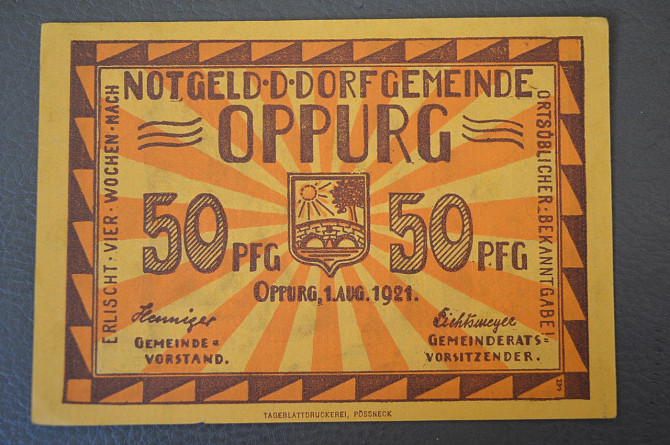 NOTGELD·D·DORFGEMEINDE
OPPURG
ERLISCHT·VIER·WOCHEN·NACH
ORTSÜBLICHER·BEKANNTGABE!
50 PFG
50 PFG
OPPURG, 1. AUG. 1921.
Henniger
GEMEINDE=
VORSTAND.
Lichtsmeyer
GEMEINDERATS=
VORSITZENDER.
TAGEBLATTDRUCKEREI, PÖSSNECK